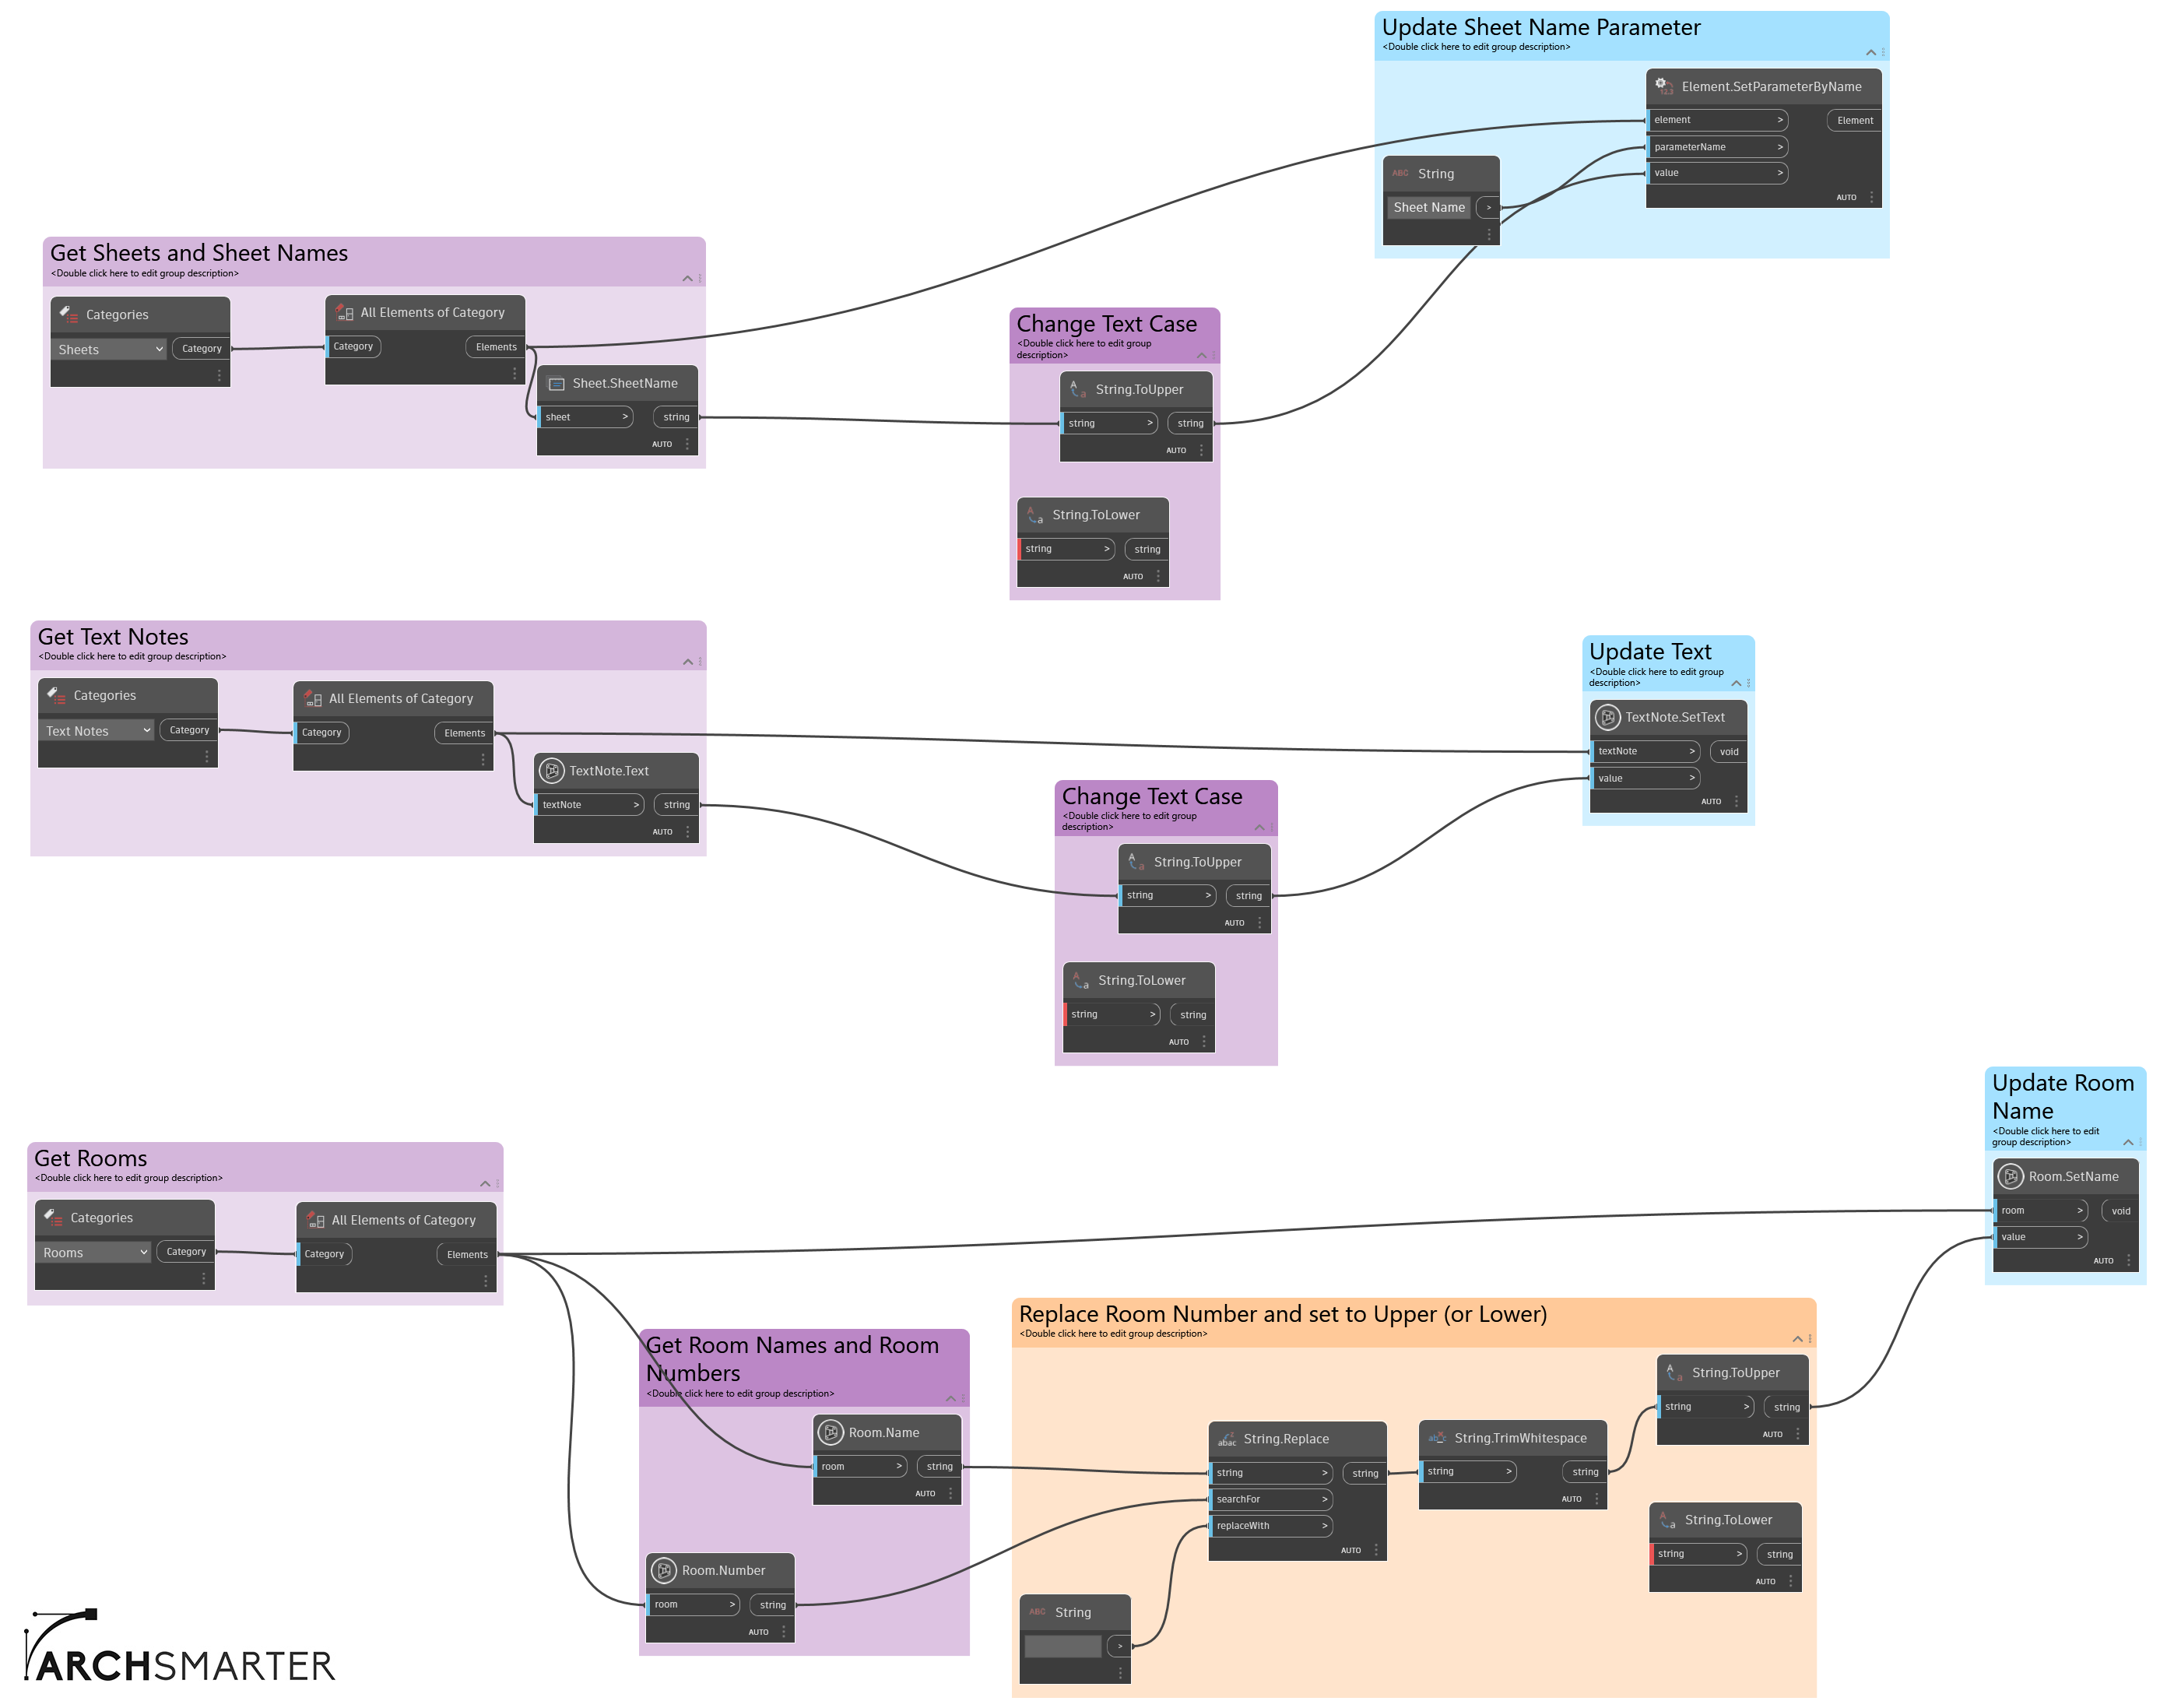 Update Sheet Name Parameter
<Double click here to edit group description>
Element.SetParameterByName
element >
Element
parameterName >
value >
AUTO
ABC String
Sheet Name >
Get Sheets and Sheet Names
<Double click here to edit group description>
Categories
Sheets
Category
All Elements of Category
Category
Elements
Sheet.SheetName
sheet >
string
AUTO
Change Text Case
<Double click here to edit group
description>
String.ToUpper
string >
string
AUTO
String.ToLower
string >
string
AUTO
Get Text Notes
<Double click here to edit group description>
Categories
Text Notes
Category
All Elements of Category
Category
Elements
TextNote.Text
textNote >
string
AUTO
Change Text Case
<Double click here to edit group
description>
String.ToUpper
string >
string
AUTO
String.ToLower
string >
string
AUTO
Update Text
<Double click here to edit group
description>
TextNote.SetText
textNote >
void
value >
AUTO
Get Rooms
<Double click here to edit group description>
Categories
Rooms
Category
All Elements of Category
Category
Elements
Get Room Names and Room
Numbers
<Double click here to edit group description>
Room.Name
room >
string
AUTO
Room.Number
room >
string
AUTO
Replace Room Number and set to Upper (or Lower)
<Double click here to edit group description>
String.Replace
string >
string
searchFor >
replaceWith >
AUTO
String.TrimWhitespace
string >
string
AUTO
String.ToUpper
string >
string
AUTO
String.ToLower
string >
string
AUTO
ABC String
>
Update Room
Name
<Double click here to edit
group description>
Room.SetName
room >
void
value >
AUTO
ARCHSMARTER